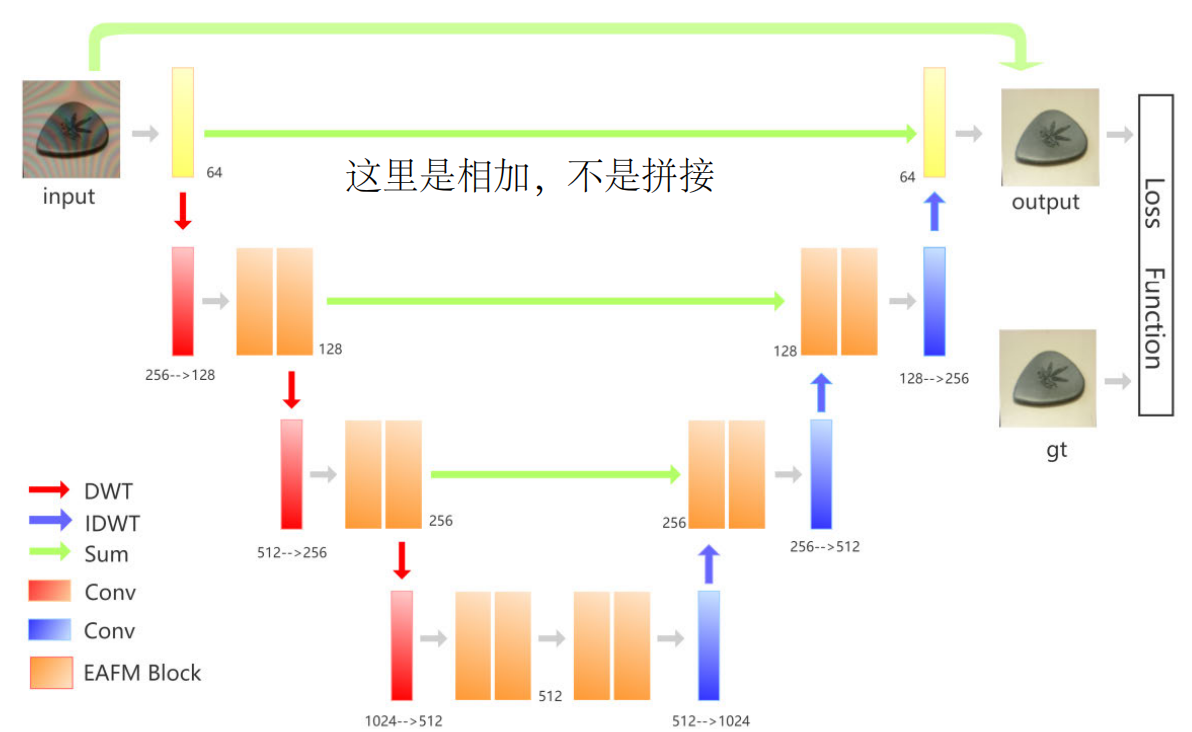 input
64
这里是相加，不是拼接
64
output
Loss Function
256-->128
128
128
128-->256
gt
512-->256
256
256
256-->512
1024-->512
512
512-->1024
DWT
IDWT
Sum
Conv
Conv
EAFM Block